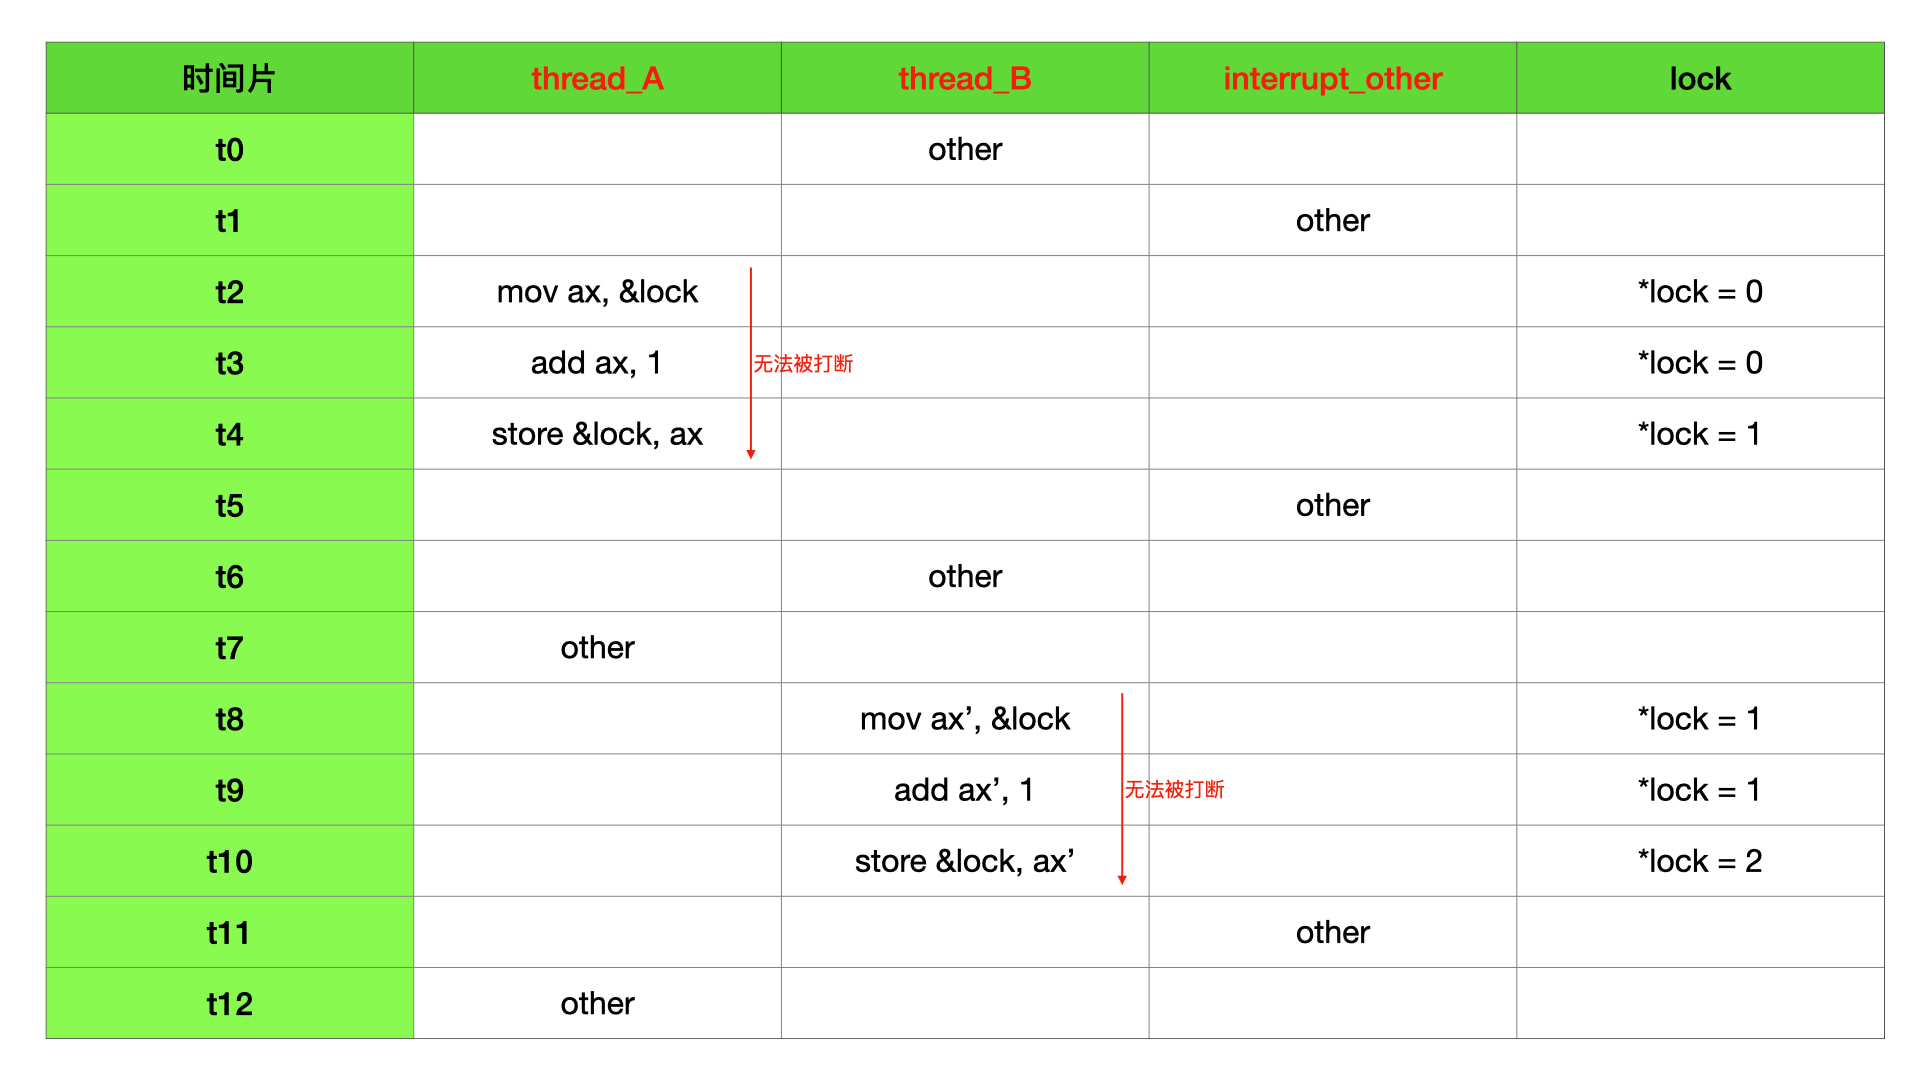 时间片 thread_A thread_B interrupt_other lock
t0 other
t1 other
t2 mov ax, &lock *lock = 0
t3 add ax, 1 无法被打断 *lock = 0
t4 store &lock, ax *lock = 1
t5 other
t6 other
t7 other
t8 mov ax’, &lock *lock = 1
t9 add ax’, 1 无法被打断 *lock = 1
t10 store &lock, ax’ *lock = 2
t11 other
t12 other